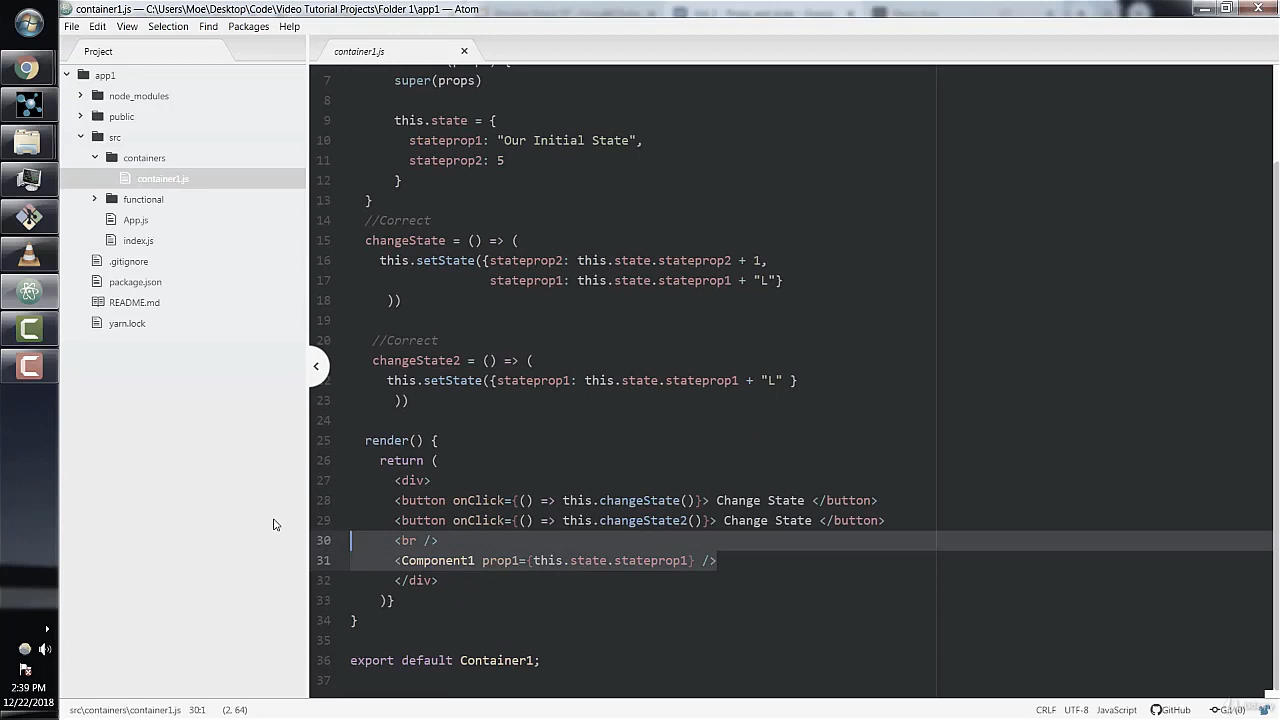 container1.js — C:\Users\Moe\Desktop\Code\Video Tutorial Projects\Folder 1\app1 — Atom
File Edit View Selection Find Packages Help
Project
container1.js
app1
node_modules
public
src
containers
container1.js
functional
App.js
index.js
.gitignore
package.json
README.md
yarn.lock
7 super(props)
8
9 this.state = {
10 stateprop1: "Our Initial State",
11 stateprop2: 5
12 }
13 }
14 //Correct
15 changeState = () => (
16 this.setState({stateprop2: this.state.stateprop2 + 1,
17 stateprop1: this.state.stateprop1 + "L"}
18 ))
19
20 //Correct
changeState2 = () => (
this.setState({stateprop1: this.state.stateprop1 + "L" }
23 ))
24
25 render() {
26 return (
27 <div>
28 <button onClick={() => this.changeState()}> Change State </button>
29 <button onClick={() => this.changeState2()}> Change State </button>
30 <br />
31 <Component1 prop1={this.state.stateprop1} />
32 </div>
33 )}
34 }
35
36 export default Container1;
37
2:39 PM
12/22/2018
src\containers\container1.js 30:1 (2, 64)
CRLF UTF-8 JavaScript GitHub